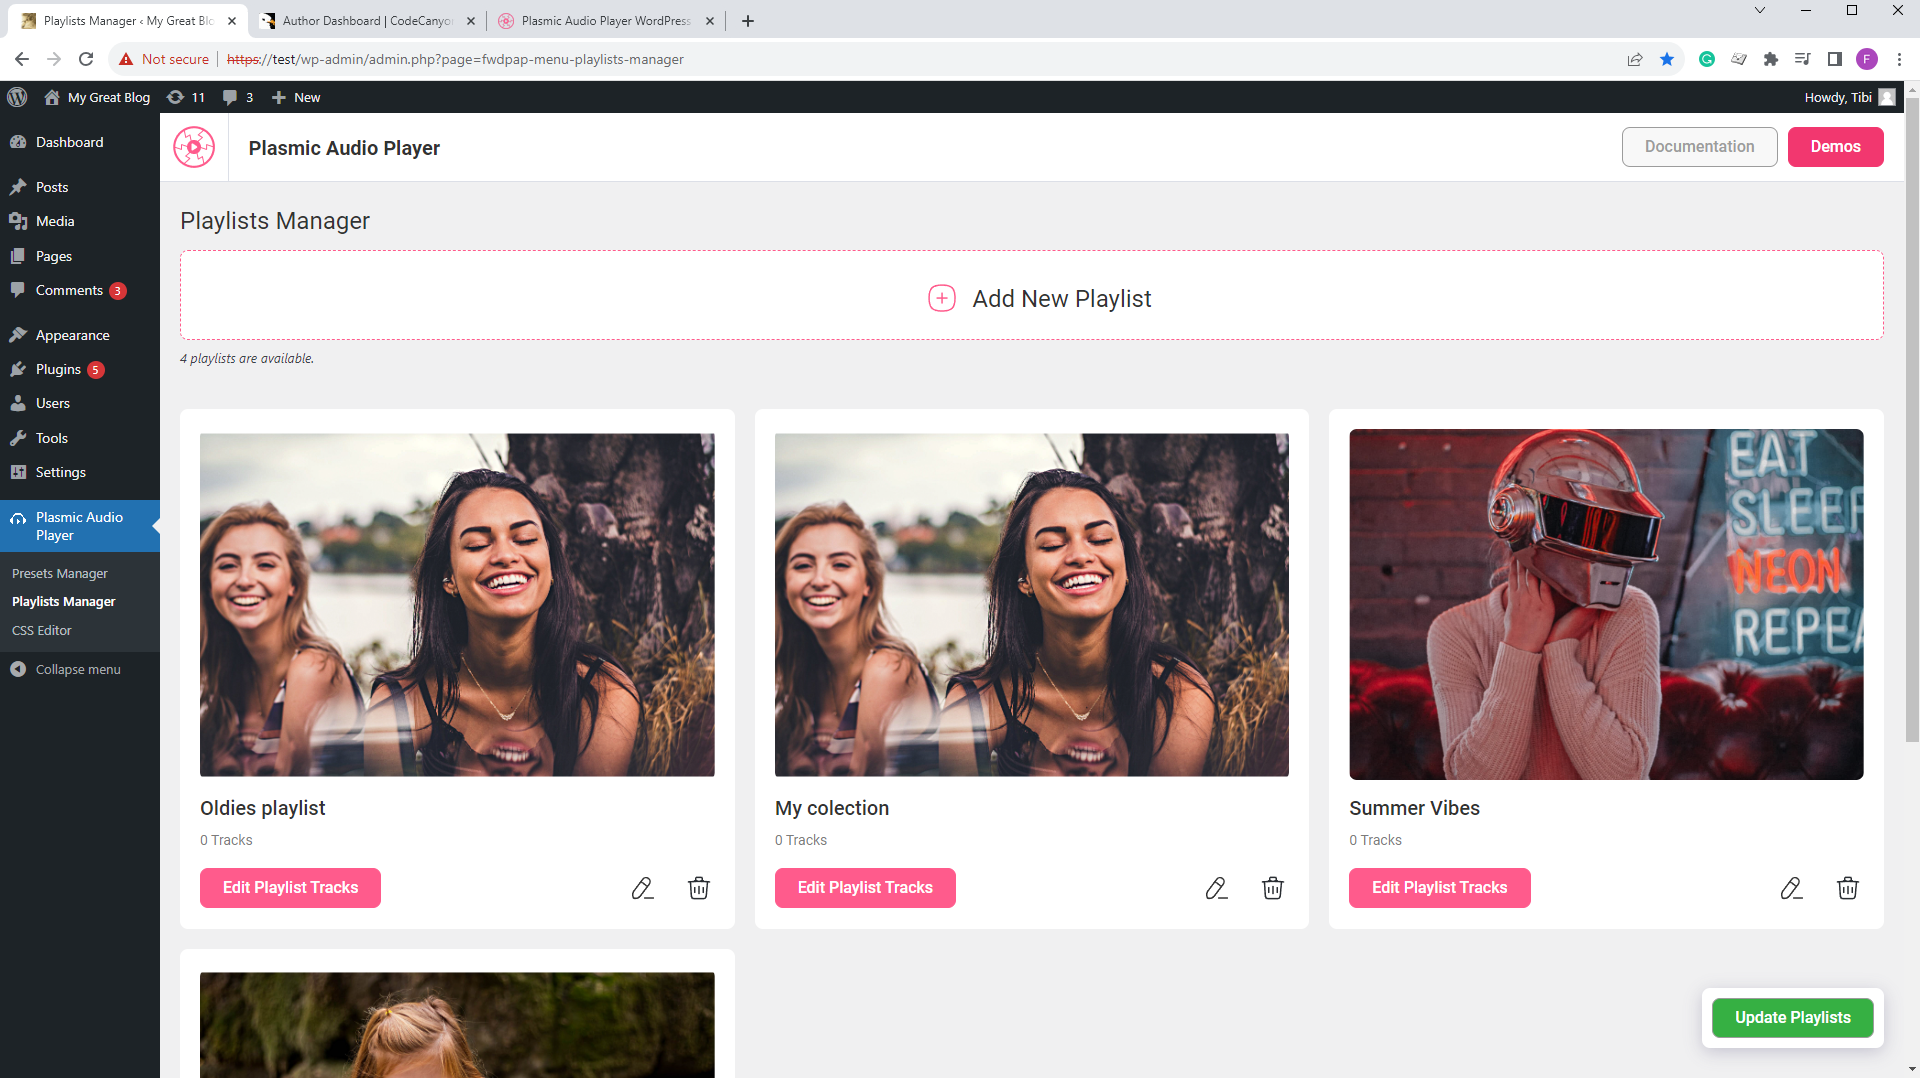 Playlists Manager ‹ My Great Blo
Author Dashboard | CodeCanyon
Plasmic Audio Player WordPress
Not secure
https://test/wp-admin/admin.php?page=fwdpap-menu-playlists-manager
F
My Great Blog
11
3
New
Howdy, Tibi
Dashboard
Posts
Media
Pages
Comments 3
Appearance
Plugins 5
Users
Tools
Settings
Plasmic Audio
Player
Presets Manager
Playlists Manager
CSS Editor
Collapse menu
Plasmic Audio Player
Documentation
Demos
Playlists Manager
Add New Playlist
4 playlists are available.
EAT
SLEEP
NEON
REPEA
Oldies playlist
0 Tracks
Edit Playlist Tracks
My colection
0 Tracks
Edit Playlist Tracks
Summer Vibes
0 Tracks
Edit Playlist Tracks
Update Playlists